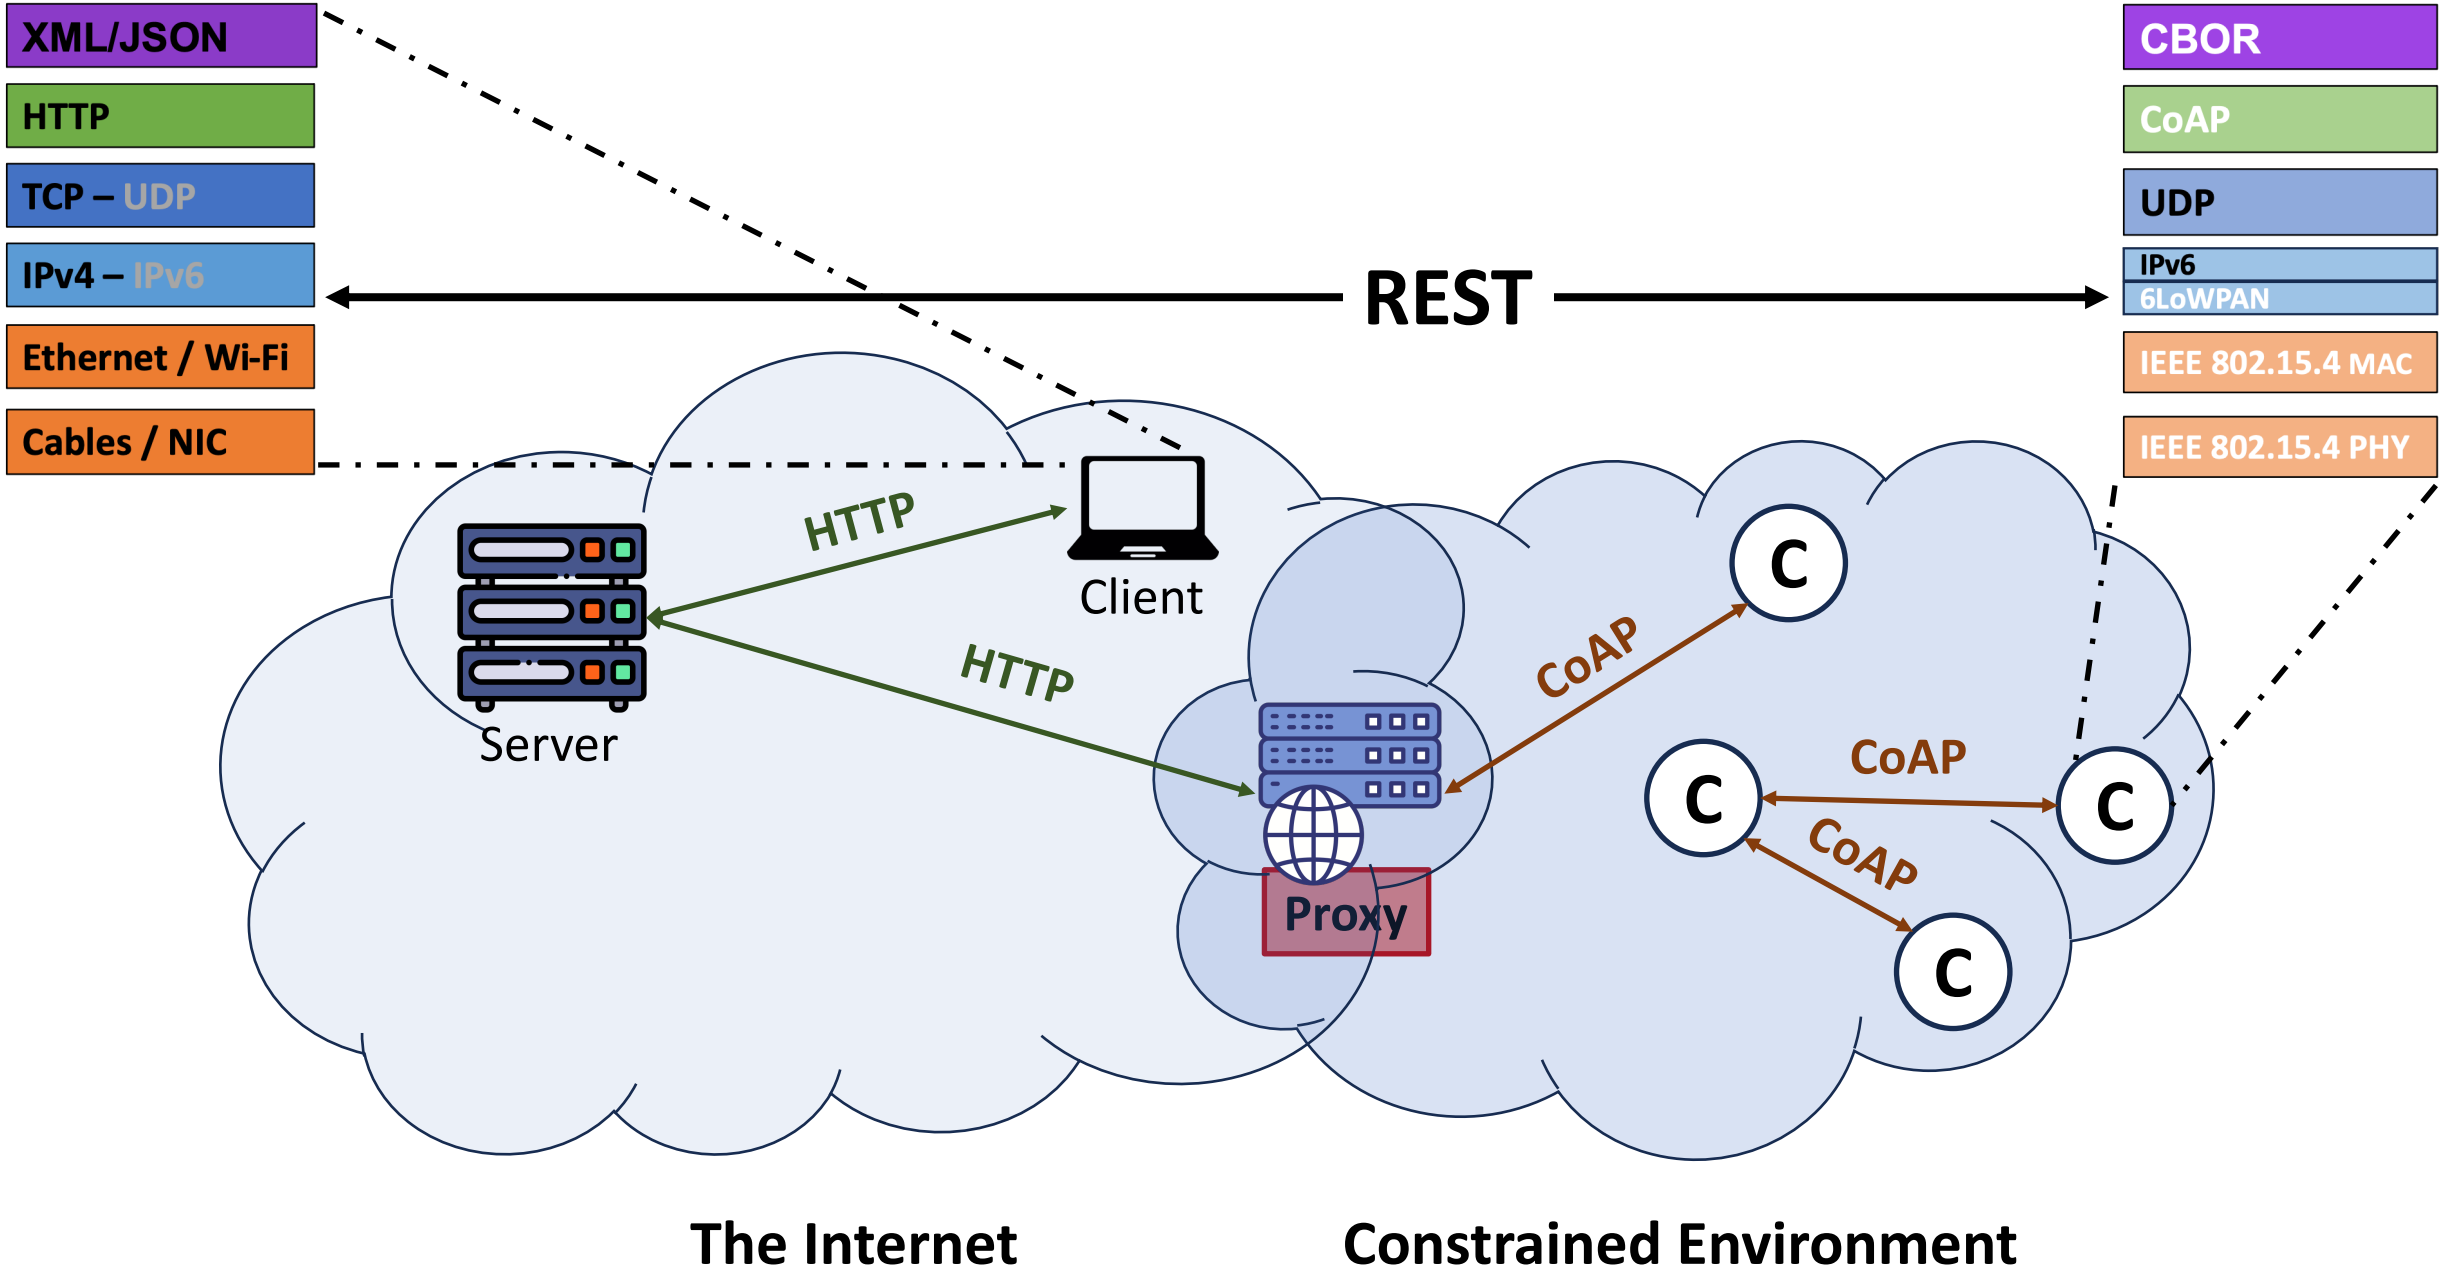 XML/JSON
HTTP
TCP – UDP
IPv4 – IPv6
Ethernet / Wi-Fi
Cables / NIC
REST
CBOR
CoAP
UDP
IPv6
6LoWPAN
IEEE 802.15.4 MAC
IEEE 802.15.4 PHY
HTTP
Client
HTTP
Server
Proxy
C
CoAP
C
CoAP
C
CoAP
C
The Internet
Constrained Environment